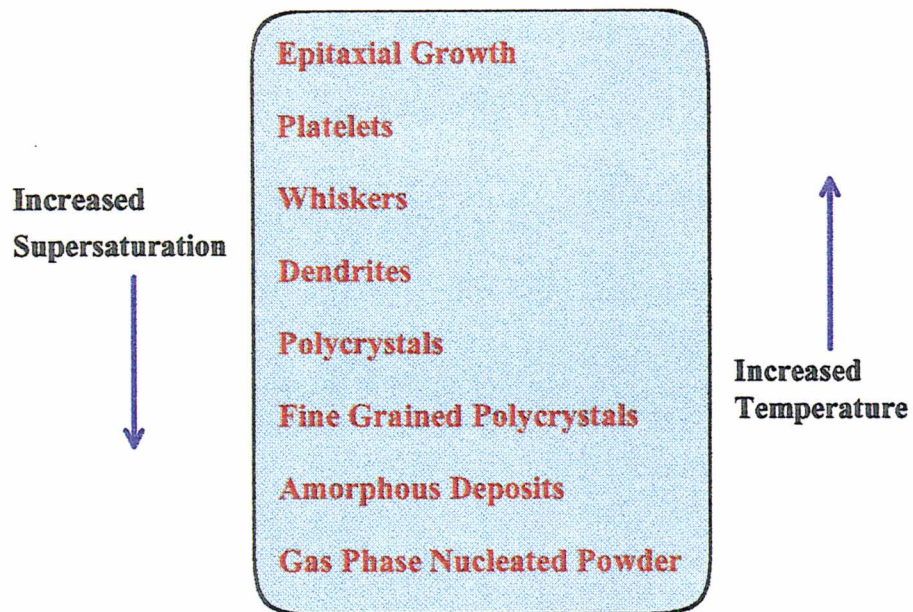 Epitaxial Growth
Platelets
Whiskers
Dendrites
Polycrystals
Fine Grained Polycrystals
Amorphous Deposits
Gas Phase Nucleated Powder
Increased
Supersaturation
Increased
Temperature